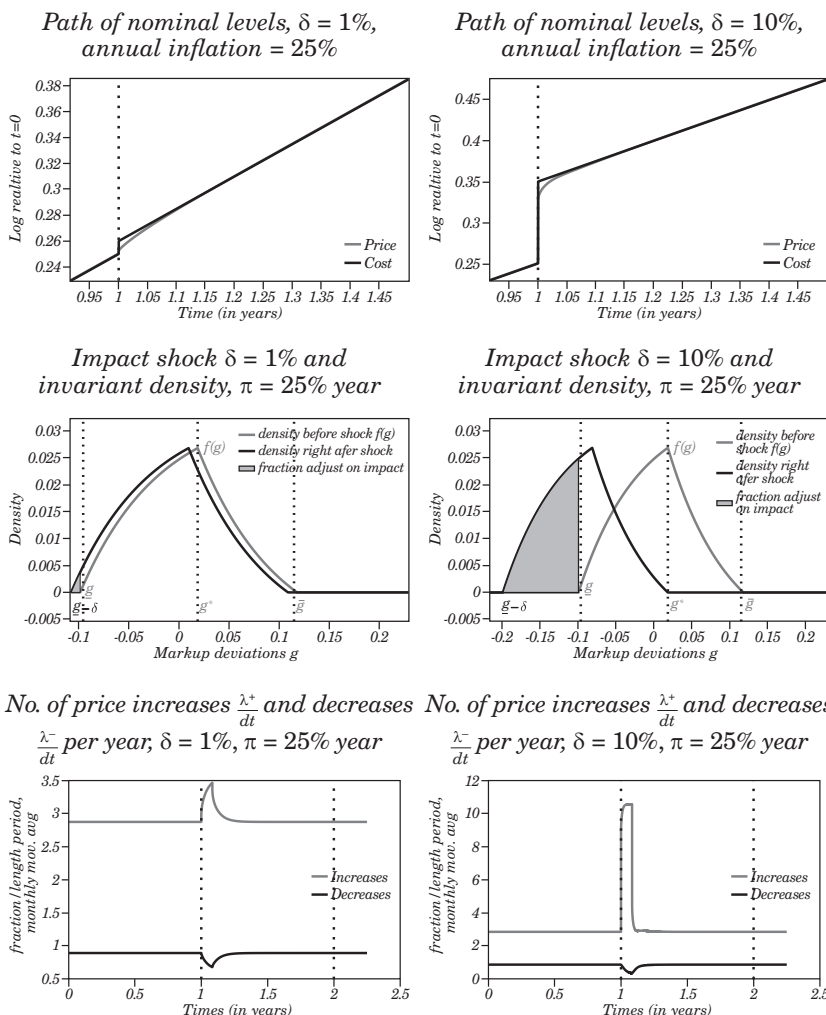 Path of nominal levels, δ = 1%,
annual inflation = 25%
Log realtive to t=0
0.38
0.36
0.34
0.32
0.3
0.28
0.26
0.24
Price
Cost
0.95 1 1.05 1.1 1.15 1.2 1.25 1.3 1.35 1.4 1.45
Time (in years)
Path of nominal levels, δ = 10%,
annual inflation = 25%
Log realtive to t=0
0.45
0.4
0.35
0.3
0.25
Price
Cost
0.95 1 1.05 1.1 1.15 1.2 1.25 1.3 1.35 1.4 1.45
Time (in years)
Impact shock δ = 1% and
invariant density, π = 25% year
Density
0.03
0.025
0.02
0.015
0.01
0.005
0
-0.005
f(g)
density before shock f(g)
density right afer shock
fraction adjust on impact
g
g-δ
g*
ḡ
-0.1 -0.05 0 0.05 0.1 0.15 0.2
Markup deviations g
Impact shock δ = 10% and
invariant density, π = 25% year
Density
0.03
0.025
0.02
0.015
0.01
0.005
0
-0.005
f(g)
density before
shock f(g)
density right
afer shock
fraction adjust
on impact
g
g-δ
g*
ḡ
-0.2 -0.15 -0.1 -0.05 0 0.05 0.1 0.15 0.2
Markup deviations g
No. of price increases λ⁺/dt and decreases
λ⁻/dt per year, δ = 1%, π = 25% year
fraction/length period,
monthly mov. avg
3.5
3
2.5
2
1.5
1
0.5
Increases
Decreases
0 0.5 1 1.5 2 2.5
Times (in years)
No. of price increases λ⁺/dt and decreases
λ⁻/dt per year, δ = 10%, π = 25% year
fraction/length period,
monthly mov. avg
12
10
8
6
4
2
0
Increases
Decreases
0 0.5 1 1.5 2 2.5
Times (in years)